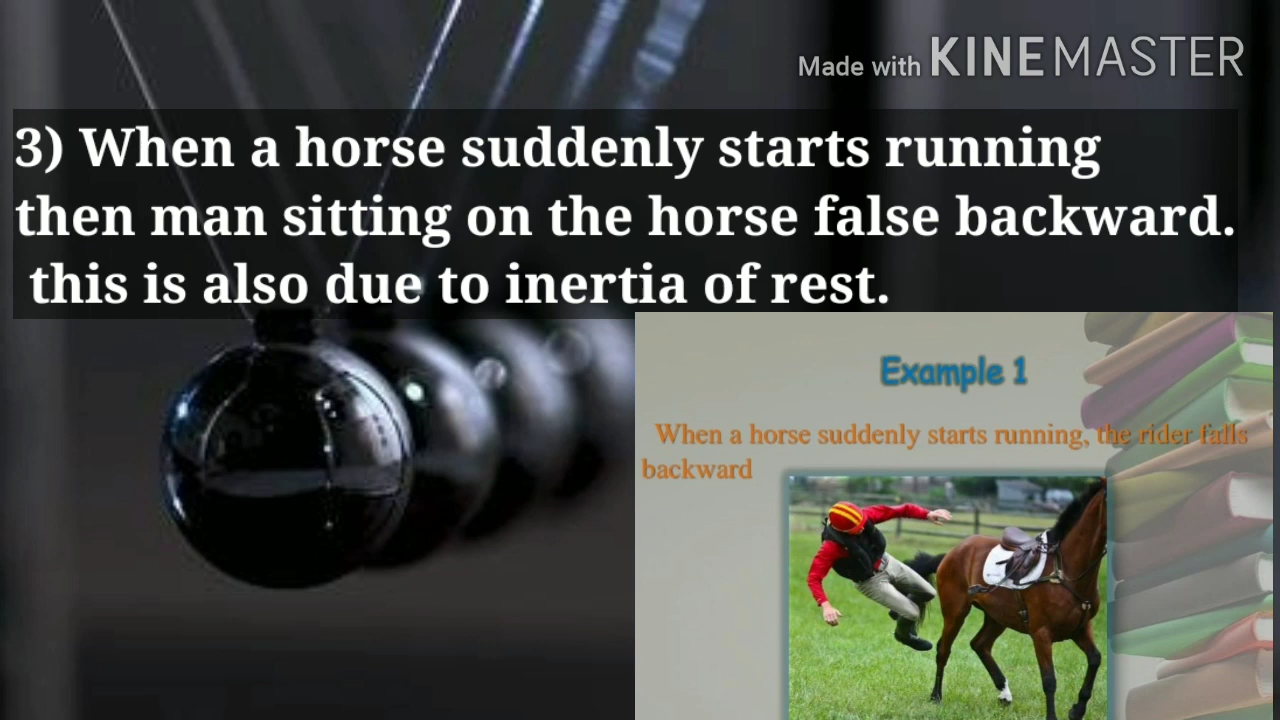 Made with KINEMASTER
3) When a horse suddenly starts running
then man sitting on the horse false backward.
this is also due to inertia of rest.
Example 1
When a horse suddenly starts running, the rider falls
backward